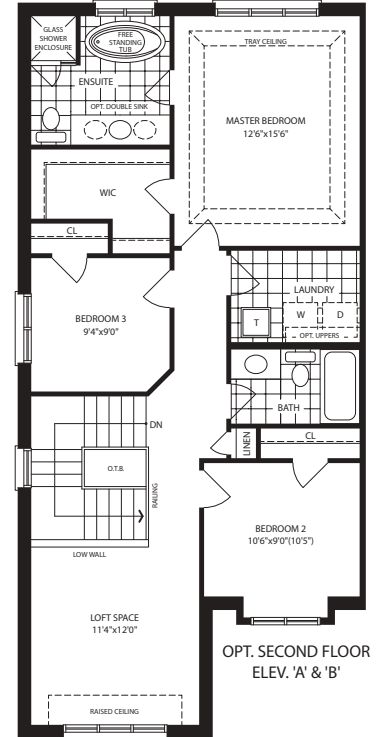 GLASS
SHOWER
ENCLOSURE
FREE
STANDING
TUB
ENSUITE
OPT. DOUBLE SINK
TRAY CEILING
MASTER BEDROOM
12'6"x15'6"
WIC
CL
BEDROOM 3
9'4"x9'0"
LAUNDRY
W
D
T
OPT. UPPERS
BATH
DN
O.T.B.
RAILING
LINEN
CL
LOW WALL
BEDROOM 2
10'6"x9'0"(10'5")
LOFT SPACE
11'4"x12'0"
RAISED CEILING
OPT. SECOND FLOOR
ELEV. 'A' & 'B'